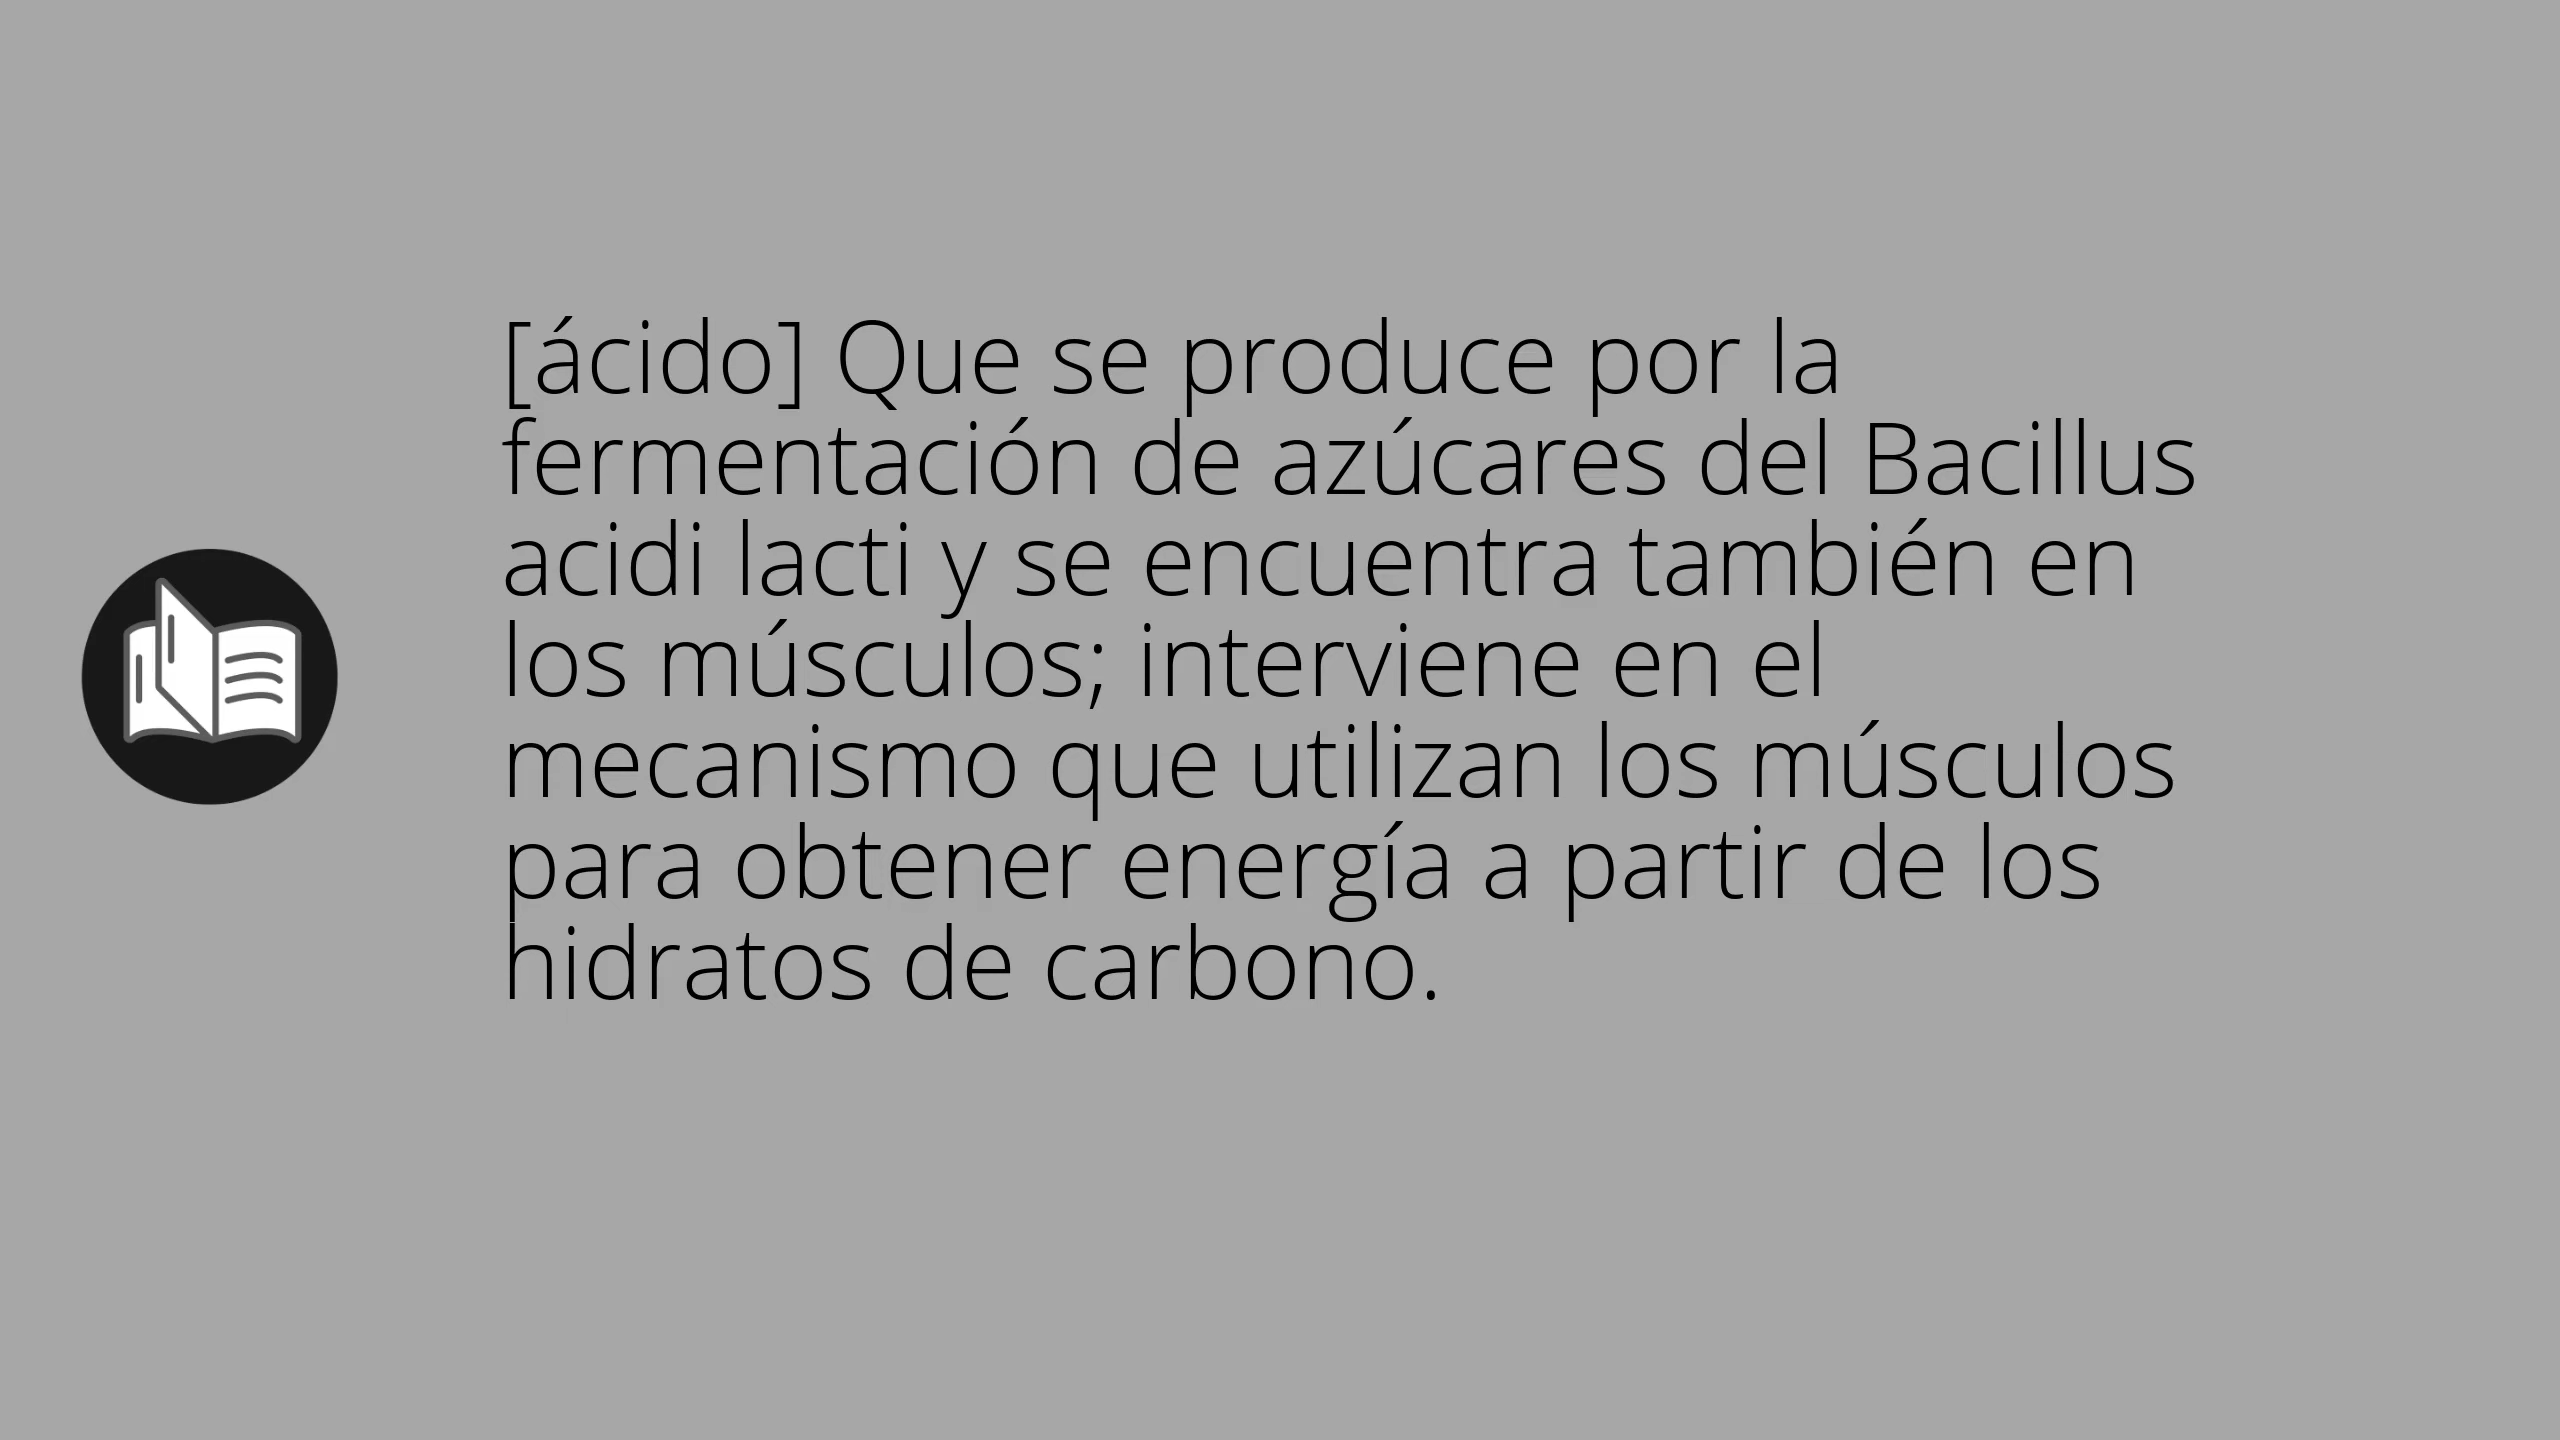 [ácido] Que se produce por la
fermentación de azúcares del Bacillus
acidi lacti y se encuentra también en
los músculos; interviene en el
mecanismo que utilizan los músculos
para obtener energía a partir de los
hidratos de carbono.